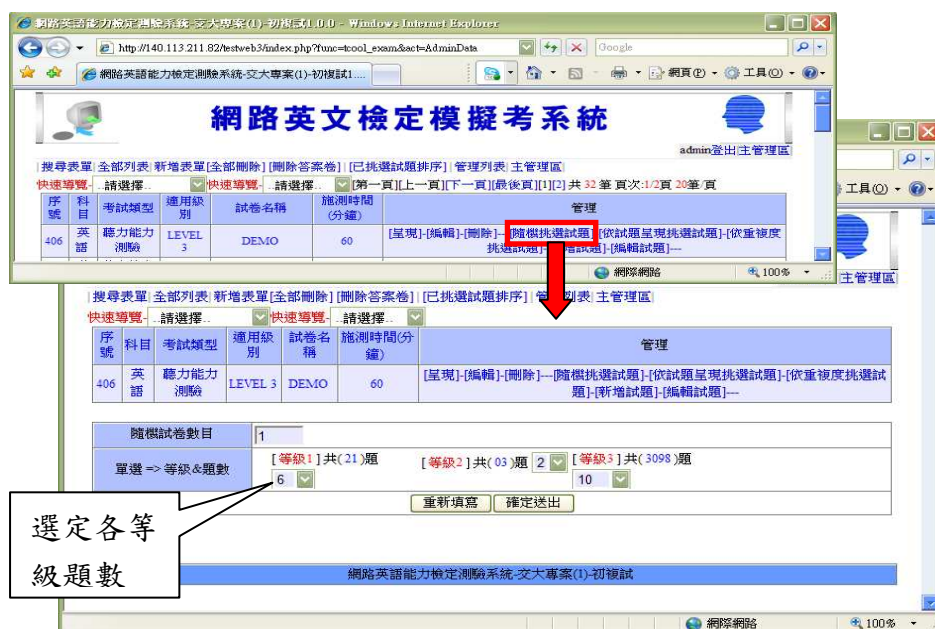 網路英語能力檢定測驗系統-交大專案(1)-初複試1.0.0 - Windows Internet Explorer
http://140.113.211.82/testweb3/index.php?func=tcool_exam&act=AdminData
Google
網路英語能力檢定測驗系統-交大專案(1)-初複試1....
網頁(P)
工具(O)
網路英文檢定模擬考系統
admin登出|主管理區|
|搜尋表單|全部列表|新增表單[全部刪除] [刪除答案卷] | [已挑選試題排序] | 管理列表|主管理區|
快速導覽-..請選擇.. 快速導覽-..請選擇.. [第一頁][上一頁][下一頁][最後頁][1][2] 共 32 筆 頁次:1/2頁 20筆/頁
序號 科目 考試類型 適用級別 試卷名稱 施測時間(分鐘) 管理
406 英語 聽力能力測驗 LEVEL 3 DEMO 60 [呈現]-[編輯]-[刪除]---[隨機挑選試題]-[依試題呈現挑選試題]-[依重複度挑選試題]-[新增試題]-[編輯試題]---
網際網路
100%
工具(O)
主管理區|
|搜尋表單|全部列表|新增表單[全部刪除] [刪除答案卷] | [已挑選試題排序] | 管理列表|主管理區|
快速導覽-..請選擇.. 快速導覽-..請選擇..
序號 科目 考試類型 適用級別 試卷名稱 施測時間(分鐘) 管理
406 英語 聽力能力測驗 LEVEL 3 DEMO 60 [呈現]-[編輯]-[刪除]---[隨機挑選試題]-[依試題呈現挑選試題]-[依重複度挑選試題]-[新增試題]-[編輯試題]---
隨機試卷數目 1
單選 => 等級&題數 [ 等級1 ] 共( 21 )題 6 [ 等級2 ] 共( 03 )題 2 [ 等級3 ] 共( 3098 )題 10
重新填寫 確定送出
選定各等
級題數
網路英語能力檢定測驗系統-交大專案(1)-初複試
網際網路
100%